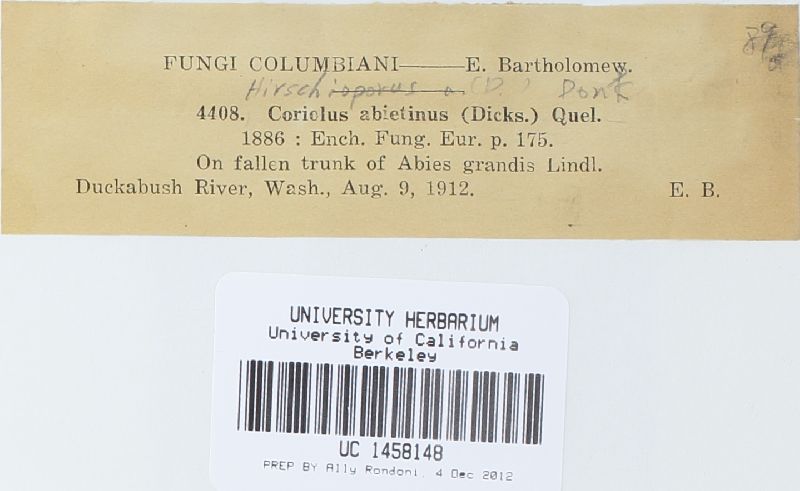 FUNGI COLUMBIANI———E. Bartholomew.
Hirschioporus a. (D.) Donk
4408. Coriolus abietinus (Dicks.) Quel.
1886 : Ench. Fung. Eur. p. 175.
On fallen trunk of Abies grandis Lindl.
Duckabush River, Wash., Aug. 9, 1912. E. B.
UNIVERSITY HERBARIUM
University of California
Berkeley
UC 1458148
PREP BY Ally Rondoni, 4 Dec 2012